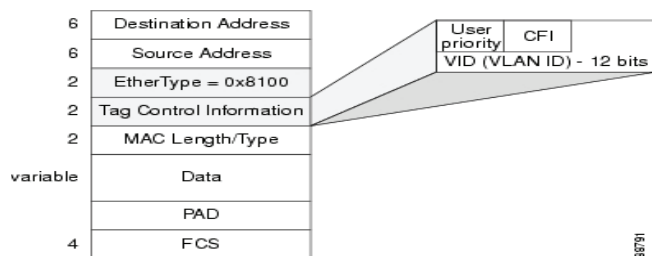 6 Destination Address
6 Source Address
2 EtherType = 0x8100
2 Tag Control Information
2 MAC Length/Type
variable Data
PAD
4 FCS
User priority CFI
VID (VLAN ID) - 12 bits